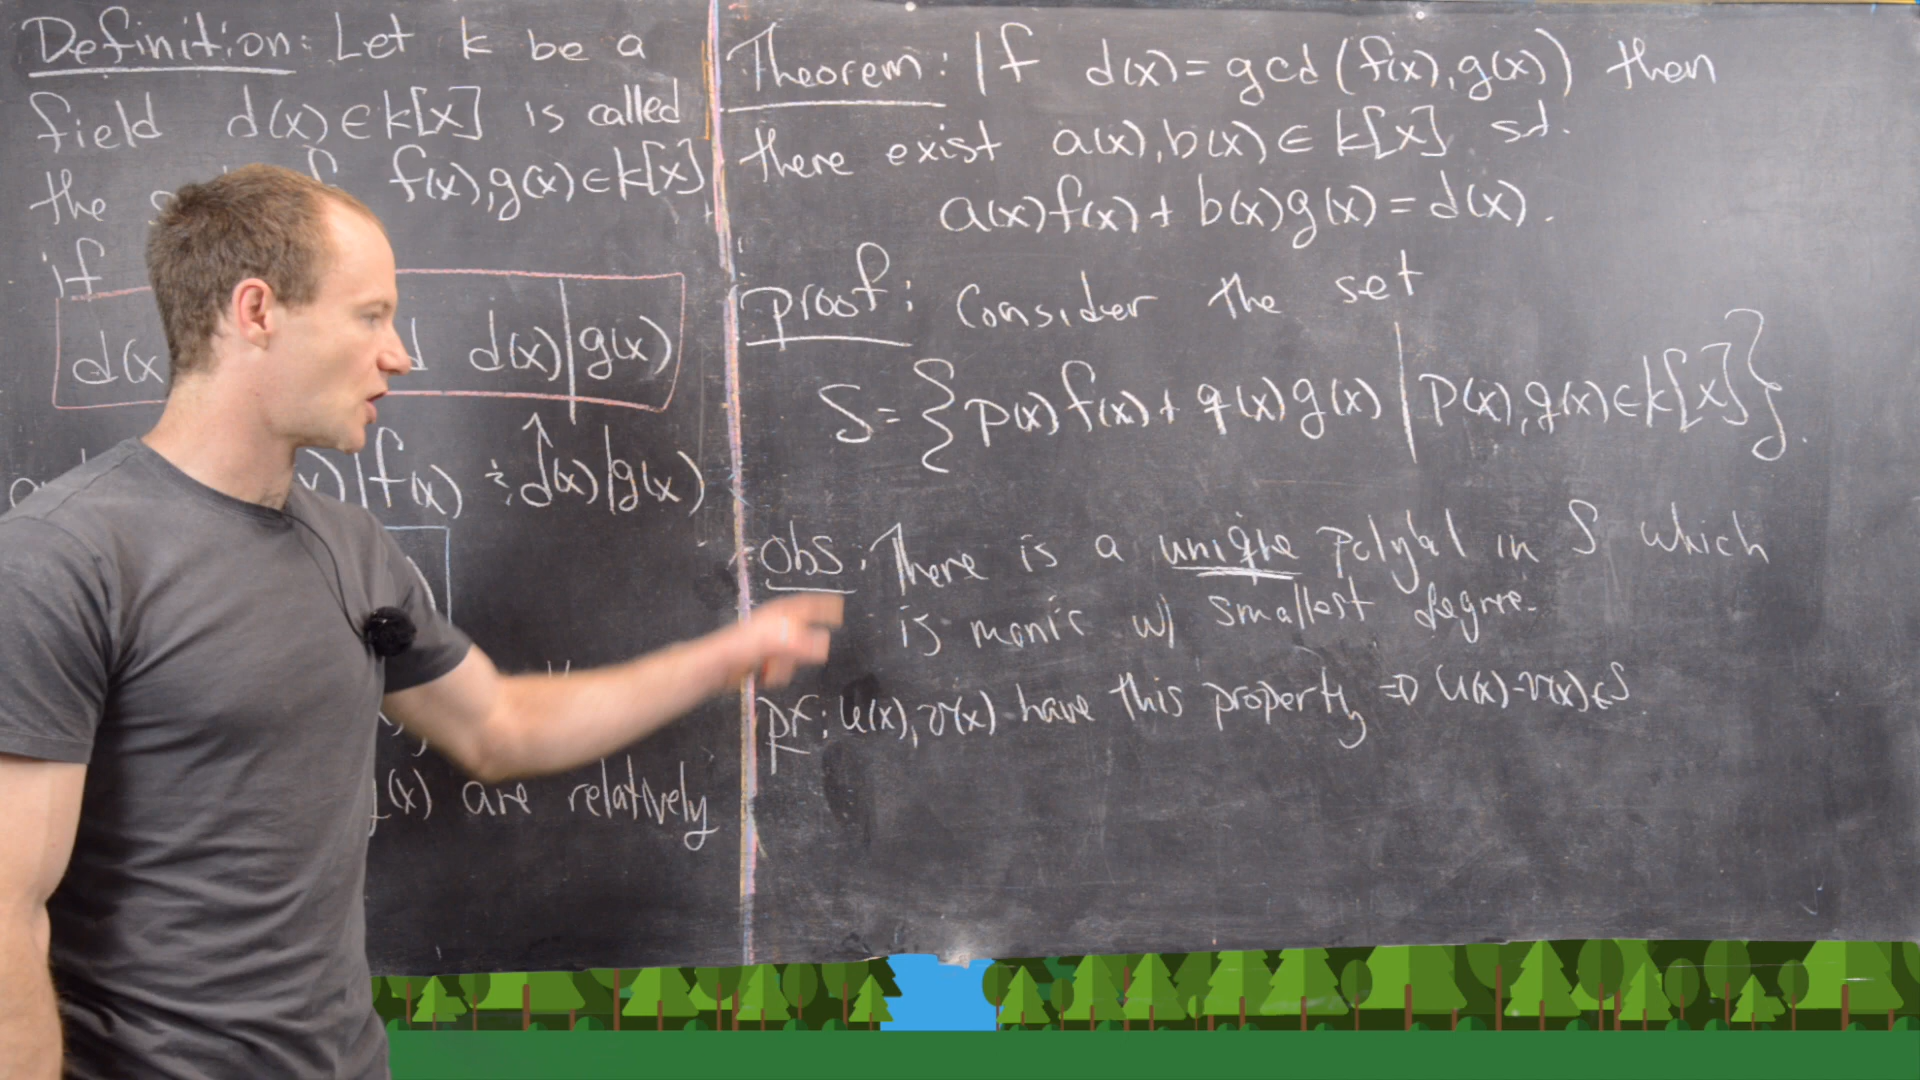 Definition: Let k be a
field d(x)∈k[x] is called
the f(x),g(x)∈k[x]
if
d(x d(x)|g(x)
x)|f(x) & d(x)|g(x)
(x) are relatively
Theorem: If d(x)=gcd(f(x),g(x)) then
there exist a(x),b(x)∈k[x] s.t.
a(x)f(x)+b(x)g(x)=d(x).
proof: Consider the set
S={p(x)f(x)+q(x)g(x)|p(x),q(x)∈k[x]}.
Obs: There is a unique in S which
is monic w/ smallest degree.
pf: u(x),v(x) have this property ⇒ u(x)-v(x)∈S